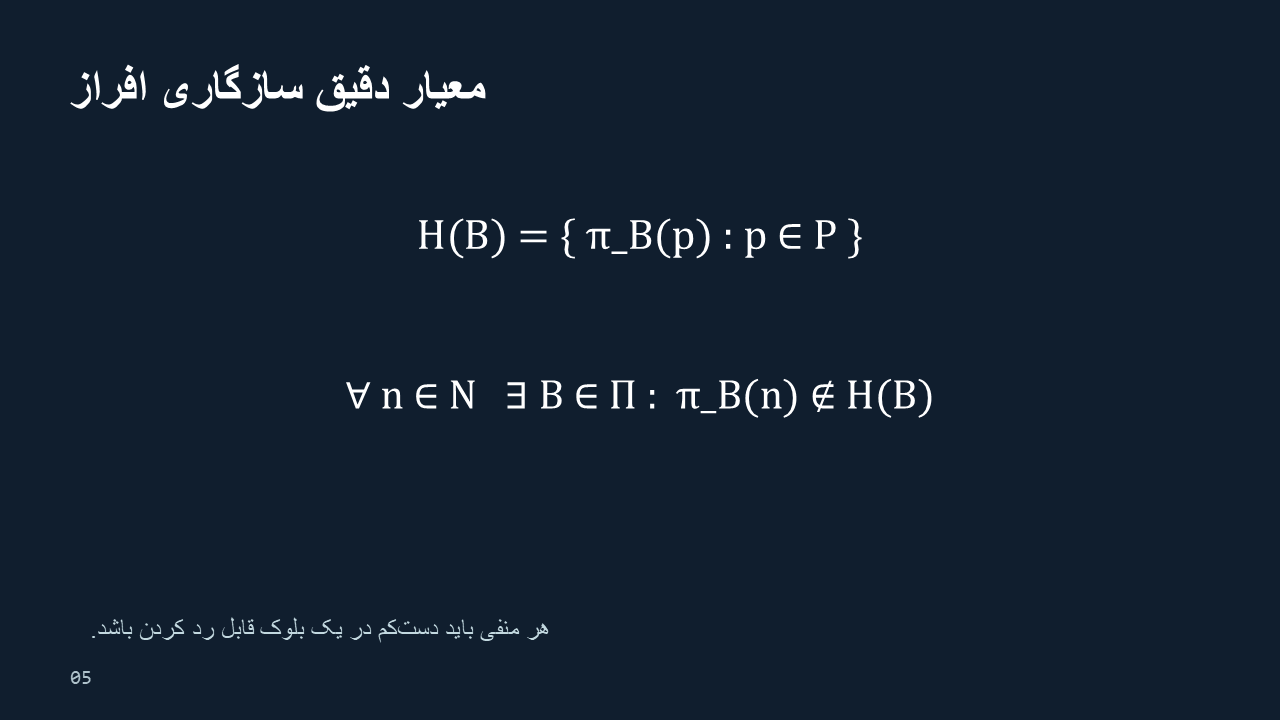 معیار دقیق سازگاری افراز
H(B) = { π_B(p) : p ∈ P }
∀ n ∈ N ∃ B ∈ Π : π_B(n) ∉ H(B)
هر منفی باید دست‌کم در یک بلوک قابل رد کردن باشد.
05